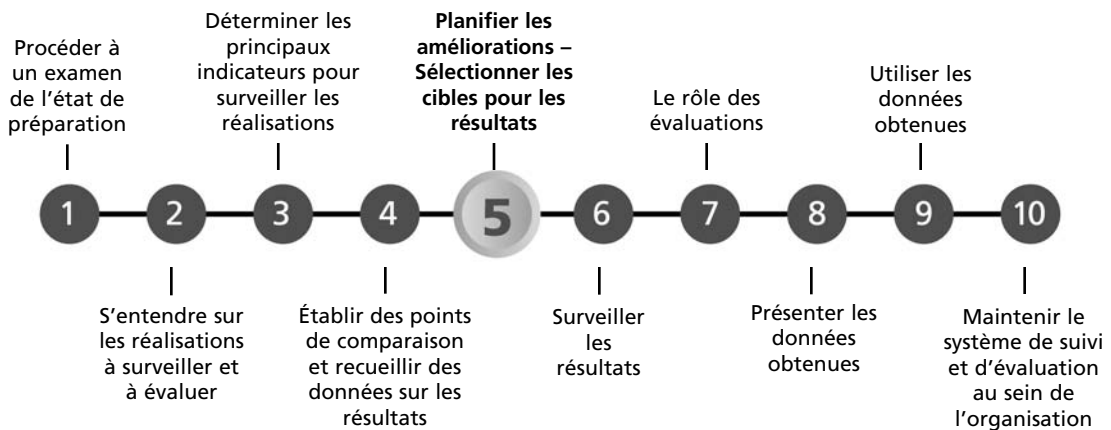 Procéder à
un examen
de l’état de
préparation
Déterminer les
principaux
indicateurs pour
surveiller les
réalisations
Planifier les
améliorations –
Sélectionner les
cibles pour les
résultats
Le rôle des
évaluations
Utiliser les
données
obtenues
1
2
3
4
5
6
7
8
9
10
S’entendre sur
les réalisations
à surveiller et
à évaluer
Établir des points
de comparaison
et recueillir des
données sur les
résultats
Surveiller
les
résultats
Présenter les
données
obtenues
Maintenir le
système de suivi
et d’évaluation
au sein de
l’organisation